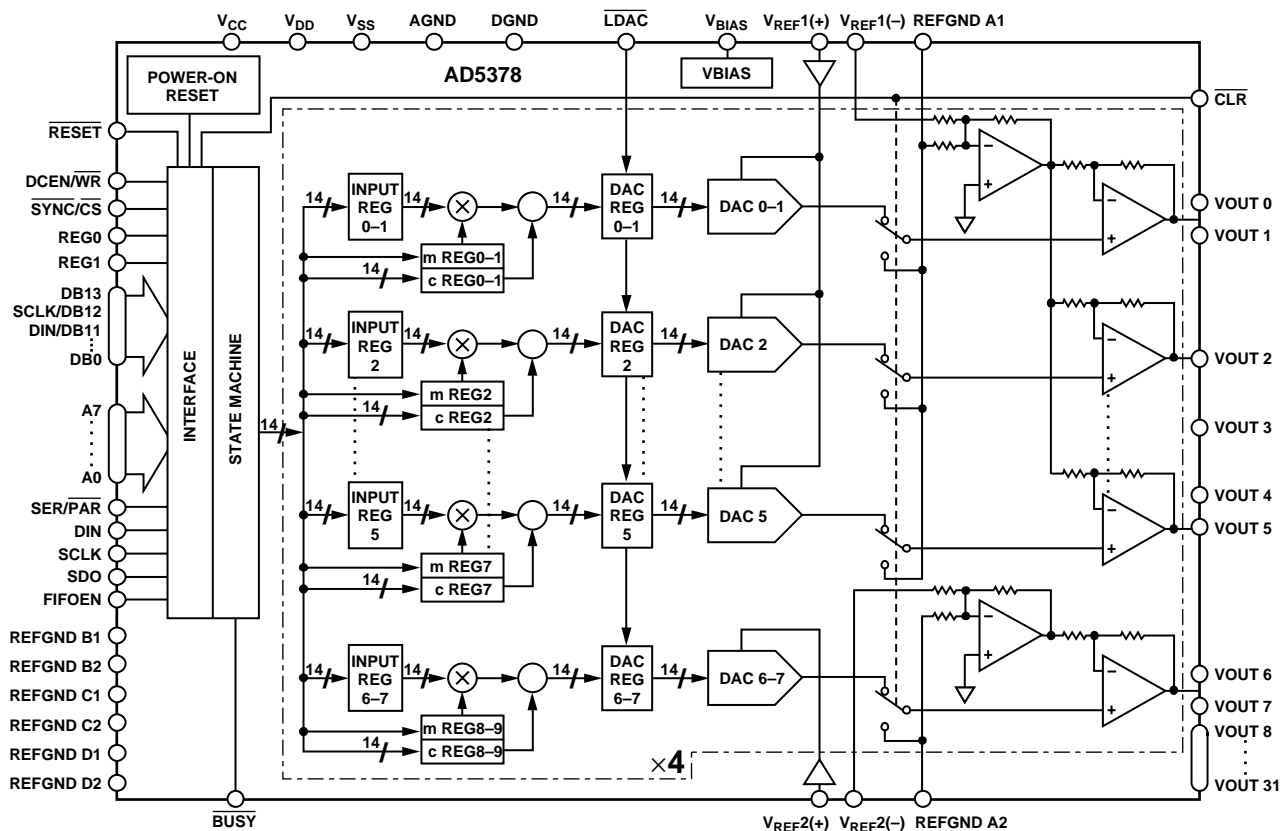 VCC VDD VSS AGND DGND LDAC VBIAS VREF1(+) VREF1(–) REFGND A1
POWER-ON
RESET
AD5378
VBIAS
RESET
CLR
DCEN/WR
SYNC/CS
REG0
REG1
DB13
SCLK/DB12
DIN/DB11
DB0
A7
A0
SER/PAR
DIN
SCLK
SDO
FIFOEN
REFGND B1
REFGND B2
REFGND C1
REFGND C2
REFGND D1
REFGND D2
INTERFACE
STATE MACHINE
14
14
INPUT
REG
0–1
14
×
14
DAC
REG
0–1
14
DAC 0–1
m REG0–1
14
c REG0–1
14
INPUT
REG
2
14
×
14
DAC
REG
2
14
DAC 2
m REG2
14
c REG2
14
INPUT
REG
5
14
×
14
DAC
REG
5
14
DAC 5
m REG7
14
c REG7
14
INPUT
REG
6–7
14
×
14
DAC
REG
6–7
14
DAC 6–7
m REG8–9
14
c REG8–9
×4
–
+
–
+
–
+
–
+
–
+
–
+
VOUT 0
VOUT 1
VOUT 2
VOUT 3
VOUT 4
VOUT 5
VOUT 6
VOUT 7
VOUT 8
VOUT 31
BUSY
VREF2(+) VREF2(–) REFGND A2